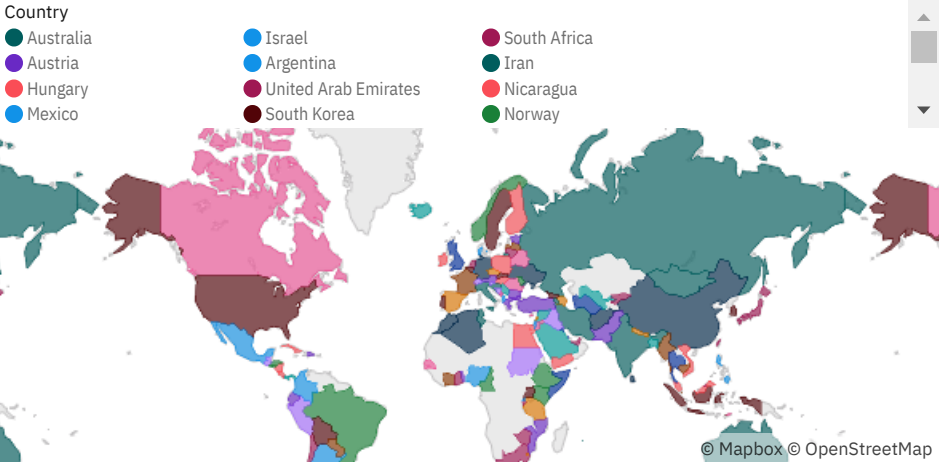 Country
Australia
Israel
South Africa
Austria
Argentina
Iran
Hungary
United Arab Emirates
Nicaragua
Mexico
South Korea
Norway
© Mapbox © OpenStreetMap